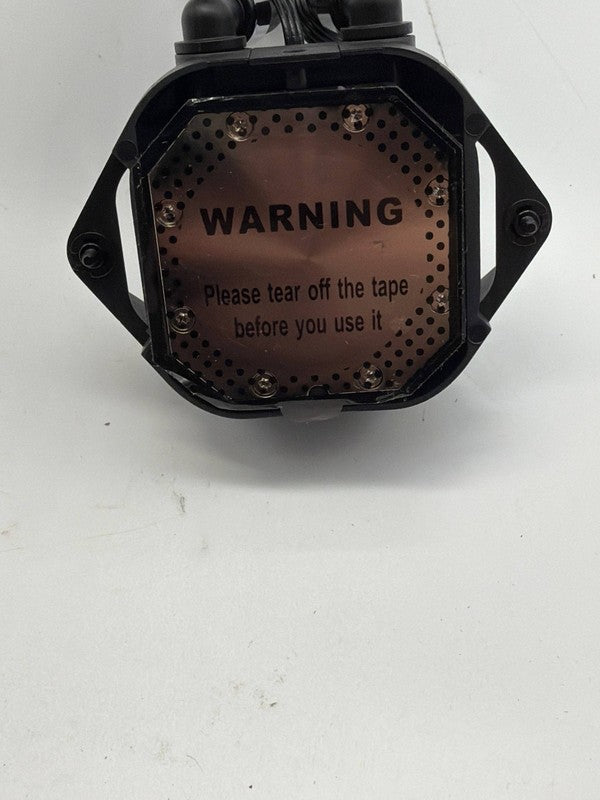 WARNING
Please tear off the tape
before you use it